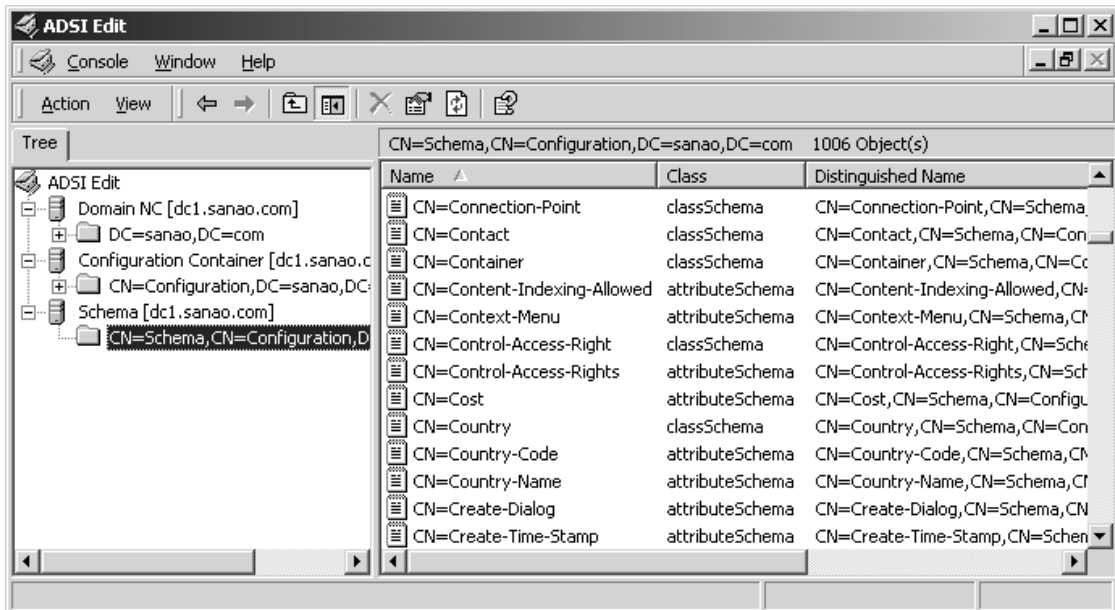 ADSI Edit
Console Window Help
Action View
Tree
CN=Schema,CN=Configuration,DC=sanao,DC=com 1006 Object(s)
ADSI Edit
Domain NC [dc1.sanao.com]
DC=sanao,DC=com
Configuration Container [dc1.sanao.c
CN=Configuration,DC=sanao,DC
Schema [dc1.sanao.com]
CN=Schema,CN=Configuration,D
Name Class Distinguished Name
CN=Connection-Point classSchema CN=Connection-Point,CN=Schema,
CN=Contact classSchema CN=Contact,CN=Schema,CN=Con
CN=Container classSchema CN=Container,CN=Schema,CN=Co
CN=Content-Indexing-Allowed attributeSchema CN=Content-Indexing-Allowed,CN=
CN=Context-Menu attributeSchema CN=Context-Menu,CN=Schema,CN
CN=Control-Access-Right classSchema CN=Control-Access-Right,CN=Sche
CN=Control-Access-Rights attributeSchema CN=Control-Access-Rights,CN=Sch
CN=Cost attributeSchema CN=Cost,CN=Schema,CN=Configu
CN=Country classSchema CN=Country,CN=Schema,CN=Con
CN=Country-Code attributeSchema CN=Country-Code,CN=Schema,CN
CN=Country-Name attributeSchema CN=Country-Name,CN=Schema,CN
CN=Create-Dialog attributeSchema CN=Create-Dialog,CN=Schema,CN
CN=Create-Time-Stamp attributeSchema CN=Create-Time-Stamp,CN=Schem